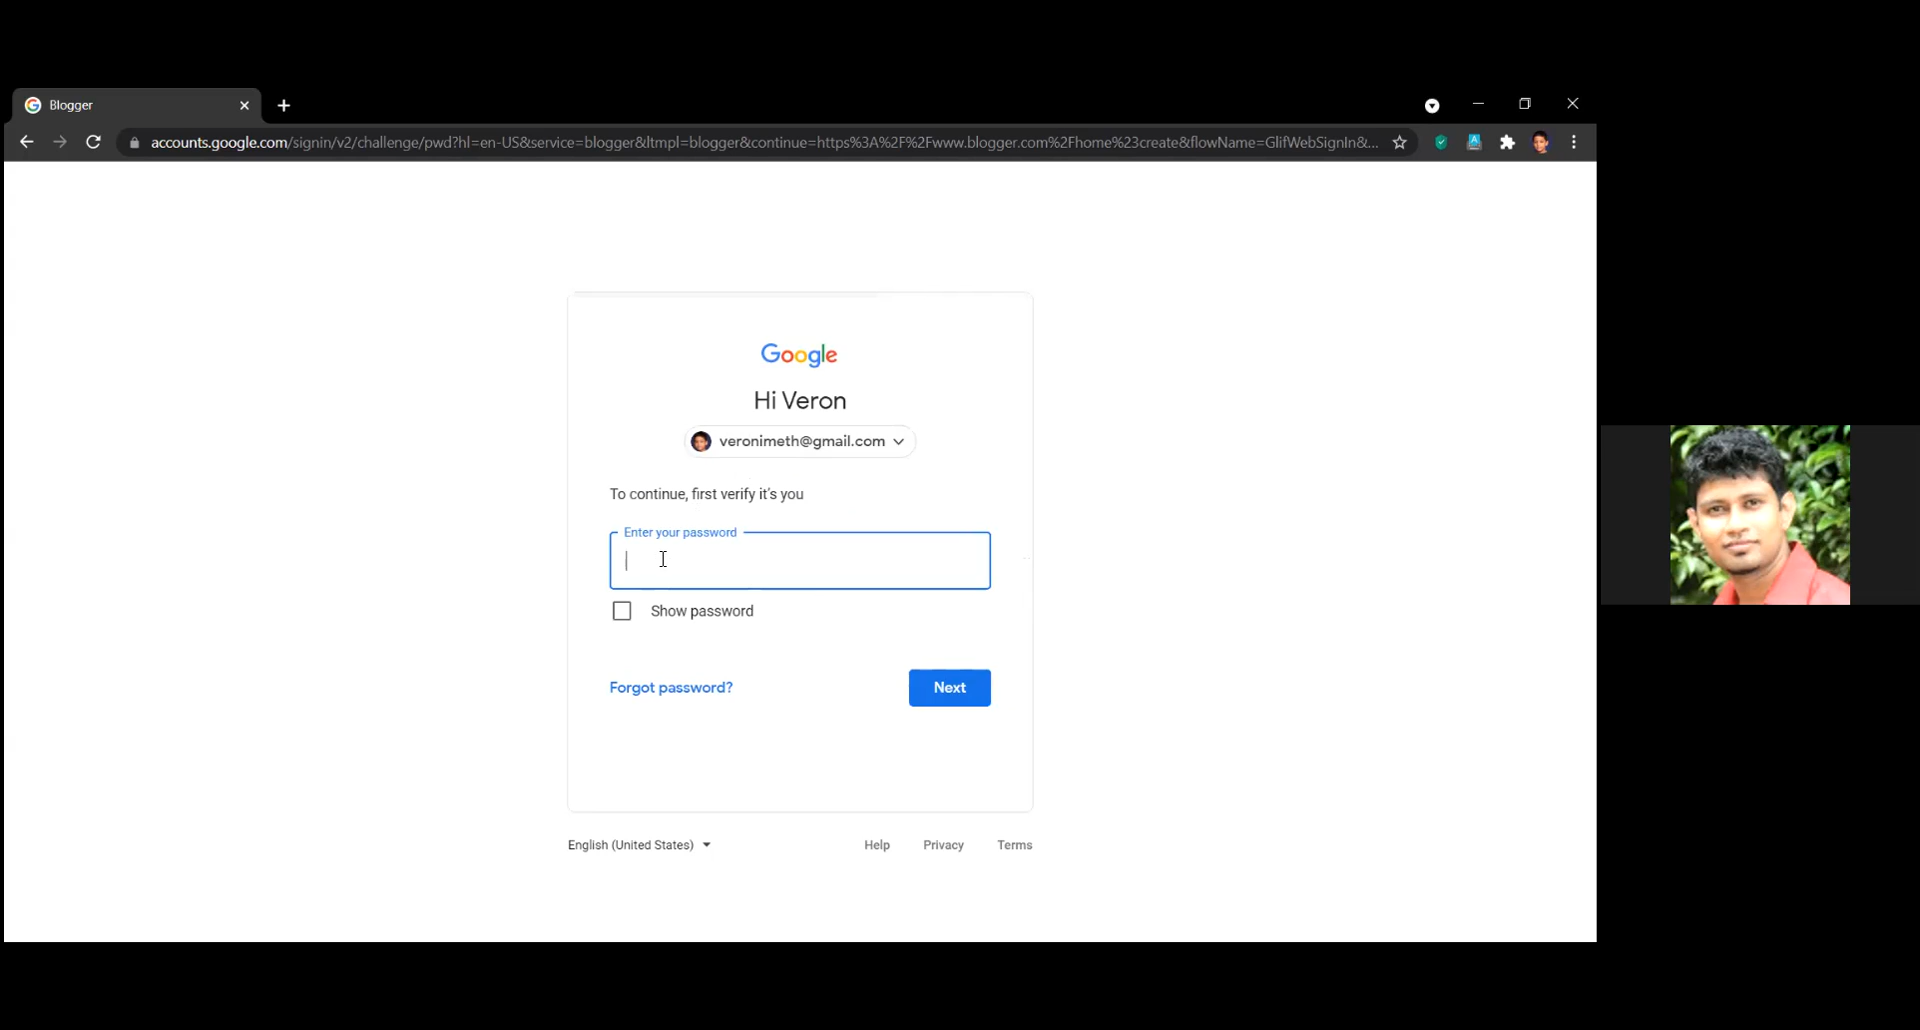 Blogger
accounts.google.com/signin/v2/challenge/pwd?hl=en-US&service=blogger&ltmpl=blogger&continue=https%3A%2F%2Fwww.blogger.com%2Fhome%23create&flowName=GlifWebSignIn&...
Google
Hi Veron
veronimeth@gmail.com
To continue, first verify it's you
Enter your password
Show password
Forgot password? Next
English (United States) Help Privacy Terms